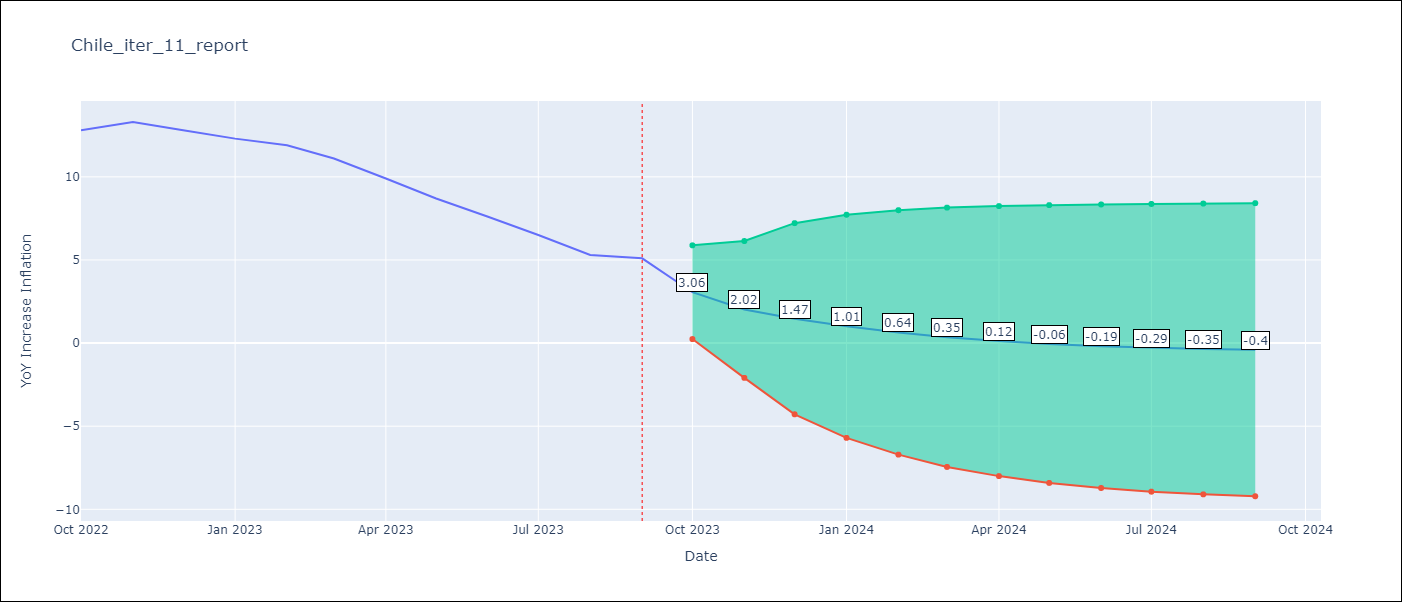 Chile_iter_11_report
YoY Increase Inflation
10
5
0
−5
−10
3.06
2.02
1.47
1.01
0.64
0.35
0.12
-0.06
-0.19
-0.29
-0.35
-0.4
Oct 2022
Jan 2023
Apr 2023
Jul 2023
Oct 2023
Jan 2024
Apr 2024
Jul 2024
Oct 2024
Date